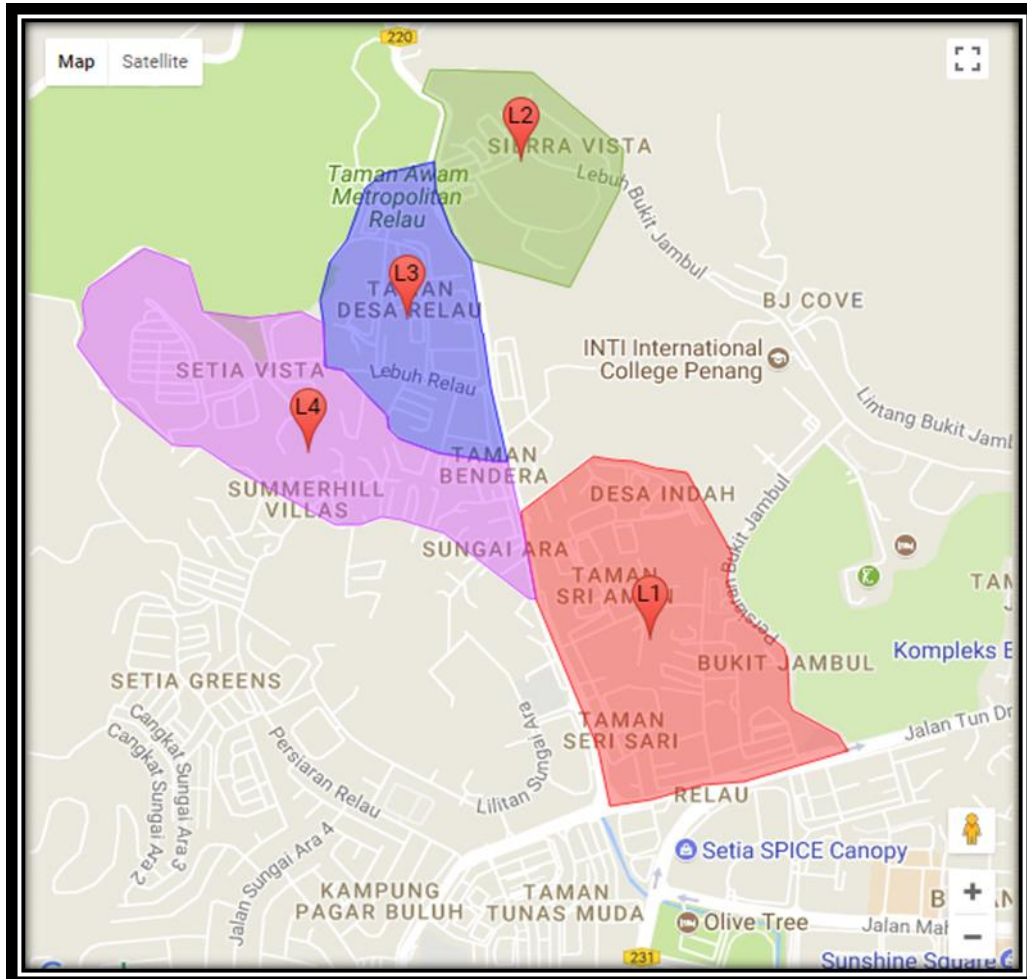 220
Map Satellite
L2
SIERRA VISTA
Taman Awam
Metropolitan
Relau
Lebuh Bukit Jambul
L3
TAMAN
DESA RELAU
BJ COVE
INTI International
College Penang
SETIA VISTA
Lebuh Relau
L4
Lintang Bukit Jamb
TAMAN
BENDERA
SUMMERHILL
VILLAS
DESA INDAH
Persiaran Bukit Jambul
SUNGAI ARA
TAMAN
SRI AMAN
L1
TAM
BUKIT JAMBUL
Kompleks B
SETIA GREENS
TAMAN
SERI SARI
Jalan Tun Dr
Cangkat Sungai Ara 3
Cangkat Sungai Ara 2
Persiaran Relau
Lilitan Sungai Ara
RELAU
Jalan Sungai Ara 4
Setia SPICE Canopy
KAMPUNG
PAGAR BULUH
TAMAN
TUNAS MUDA
Olive Tree
Jalan Mah
231
Sunshine Square